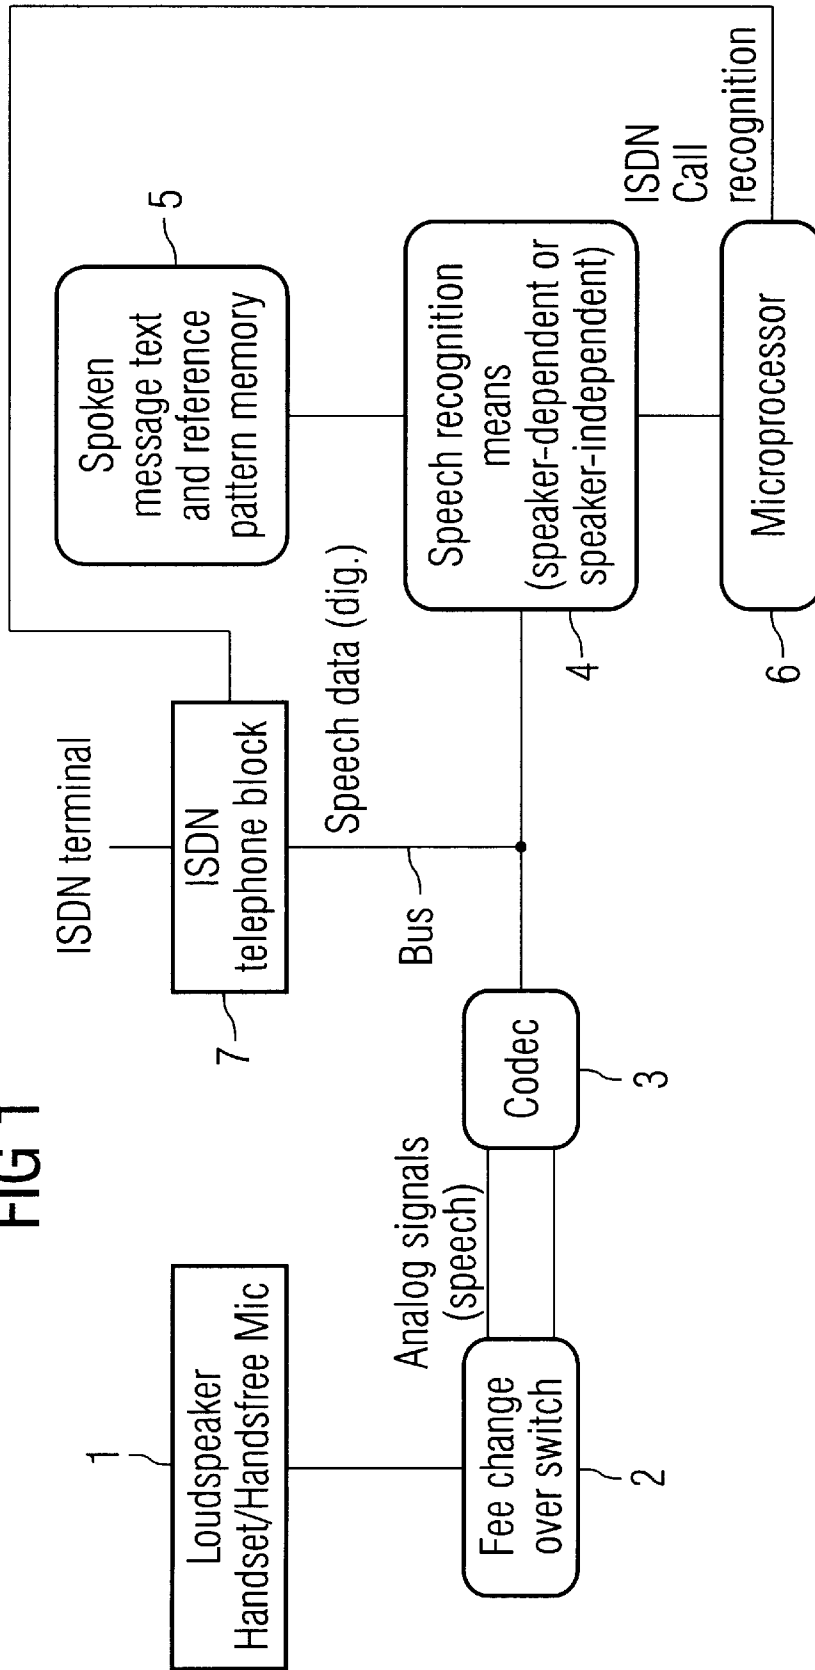 FIG 1
1
Loudspeaker
Handset/Handsfree Mic
Fee change
over switch
2
Analog signals
(speech)
Codec
3
ISDN terminal
ISDN
telephone block
7
Bus
Speech data (dig.)
5
Spoken
message text
and reference
pattern memory
Speech recognition
means
(speaker-dependent or
speaker-independent)
4
ISDN
Call
recognition
Microprocessor
6